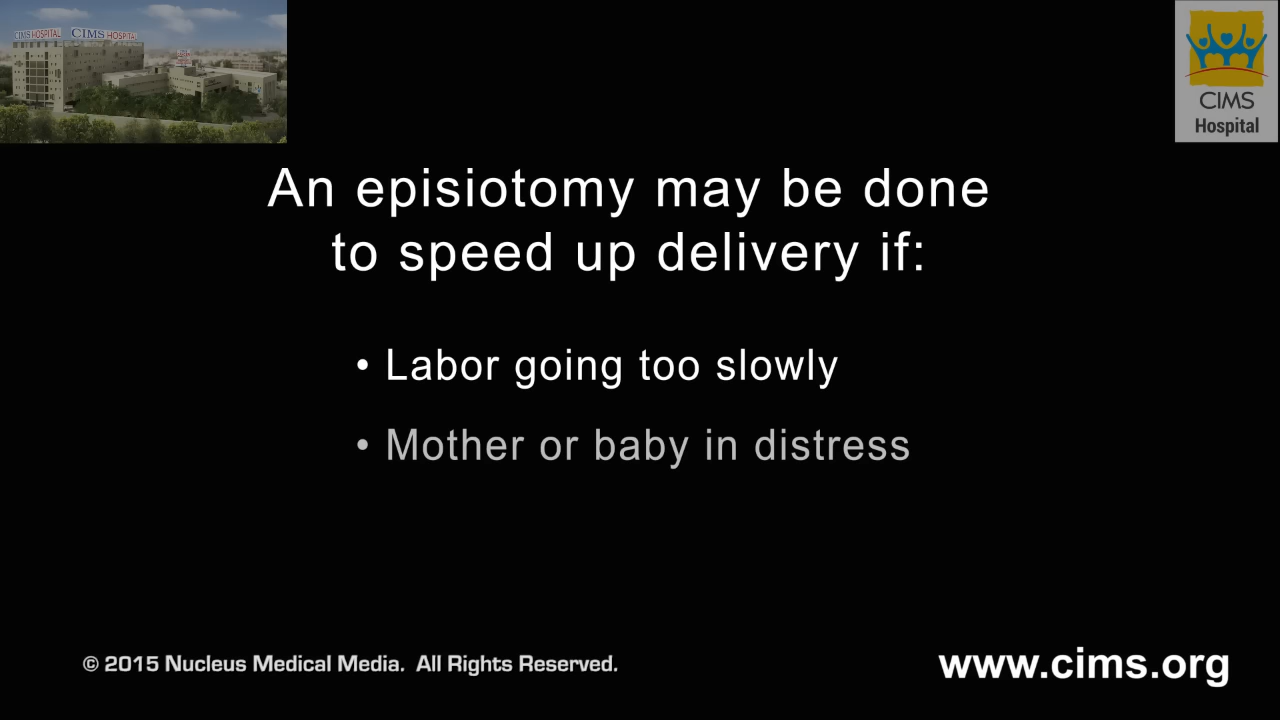 CIMS HOSPITAL CIMS HOSPITAL
CIMS
Hospital
An episiotomy may be done
to speed up delivery if:
• Labor going too slowly
• Mother or baby in distress
© 2015 Nucleus Medical Media. All Rights Reserved.
www.cims.org